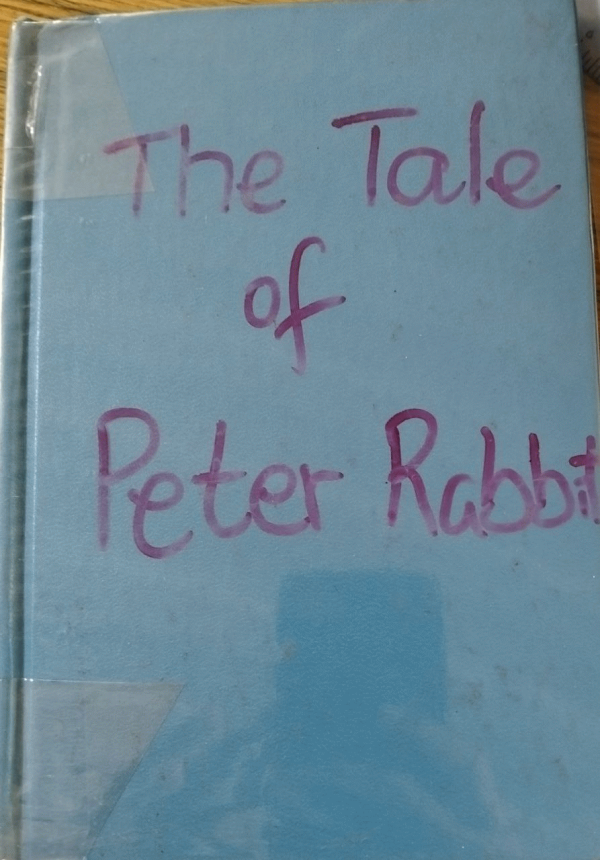 The Tale
of
Peter Rabbit